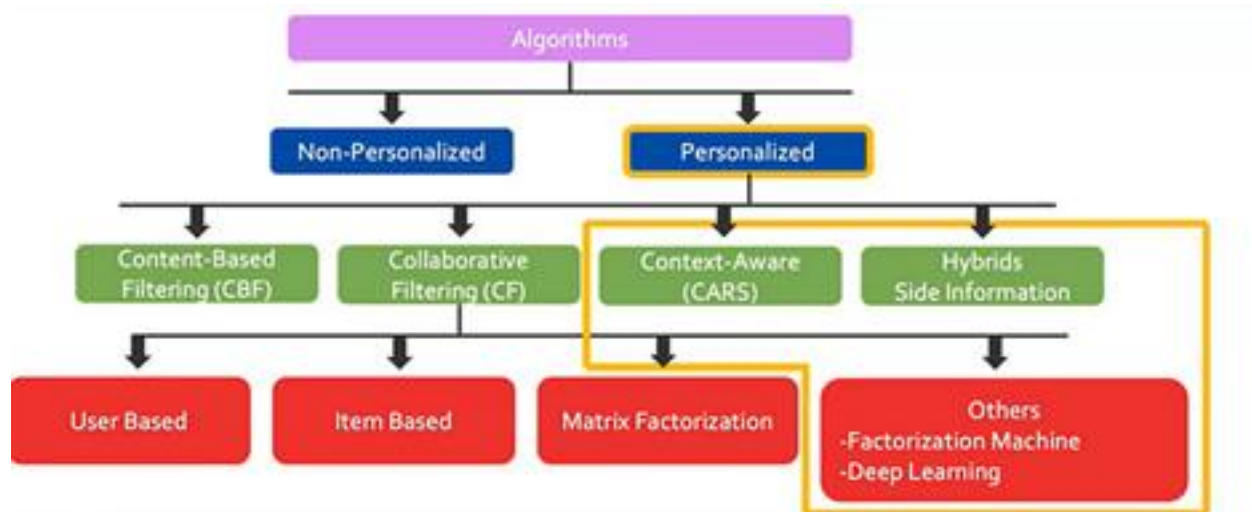 Algorithms
Non-Personalized
Personalized
Content-Based
Filtering (CBF)
Collaborative
Filtering (CF)
Context-Aware
(CARS)
Hybrids
Side Information
User Based
Item Based
Matrix Factorization
Others
-Factorization Machine
-Deep Learning